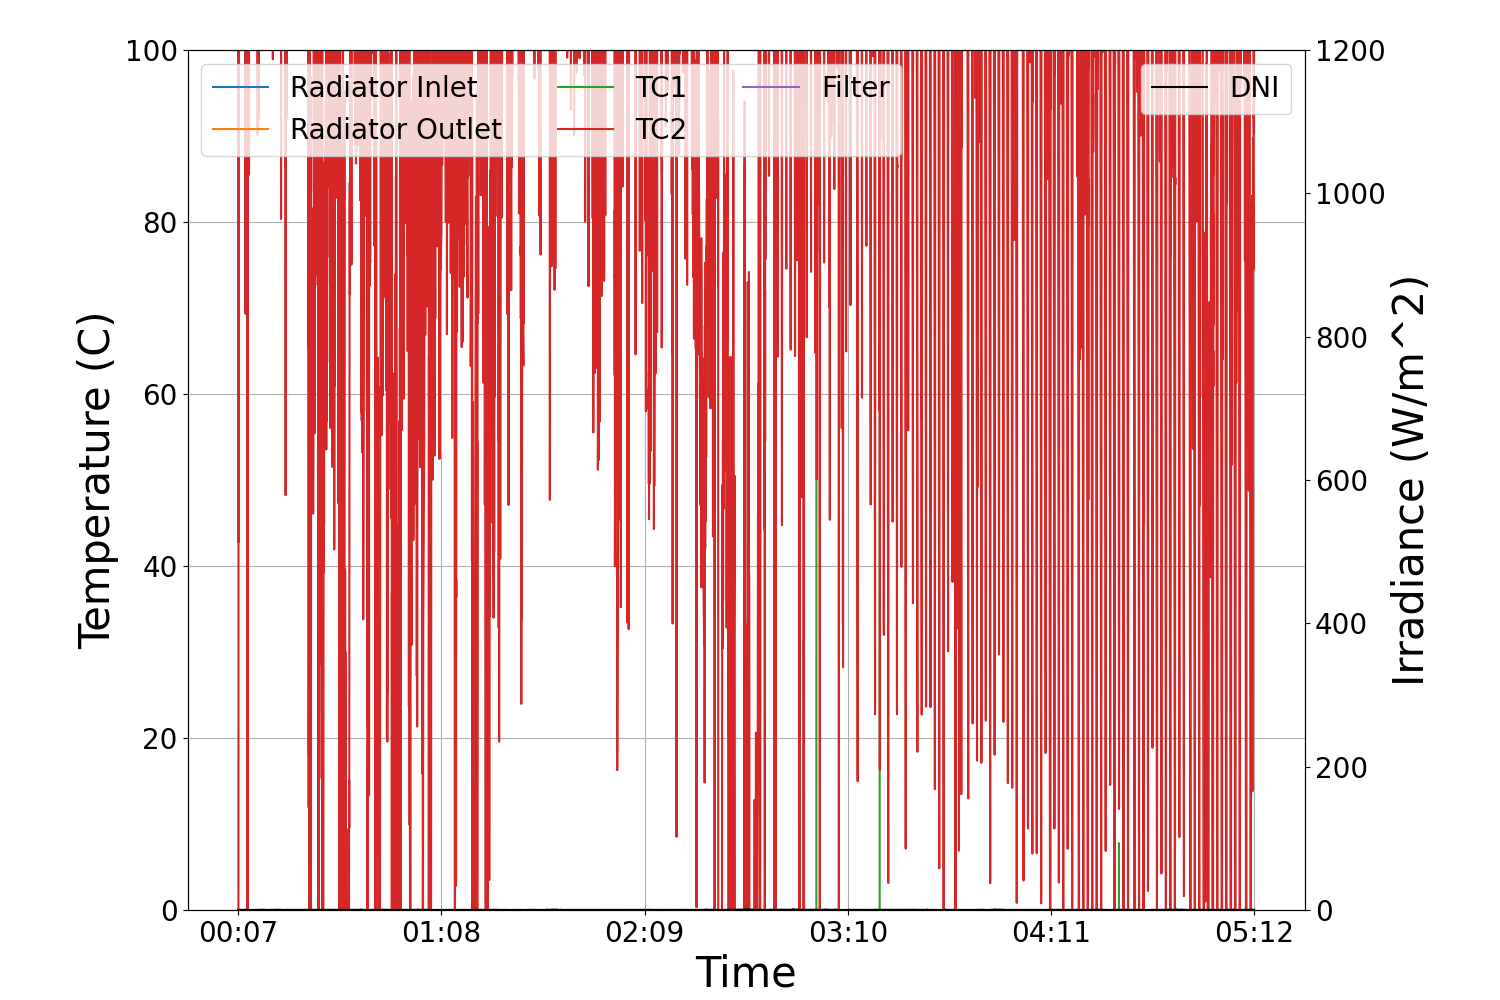 100
80
60
40
20
0
Temperature (C)
Radiator Inlet
Radiator Outlet
TC1
TC2
Filter
DNI
1200
1000
800
600
400
200
0
Irradiance (W/m^2)
00:07
01:08
02:09
03:10
04:11
05:12
Time